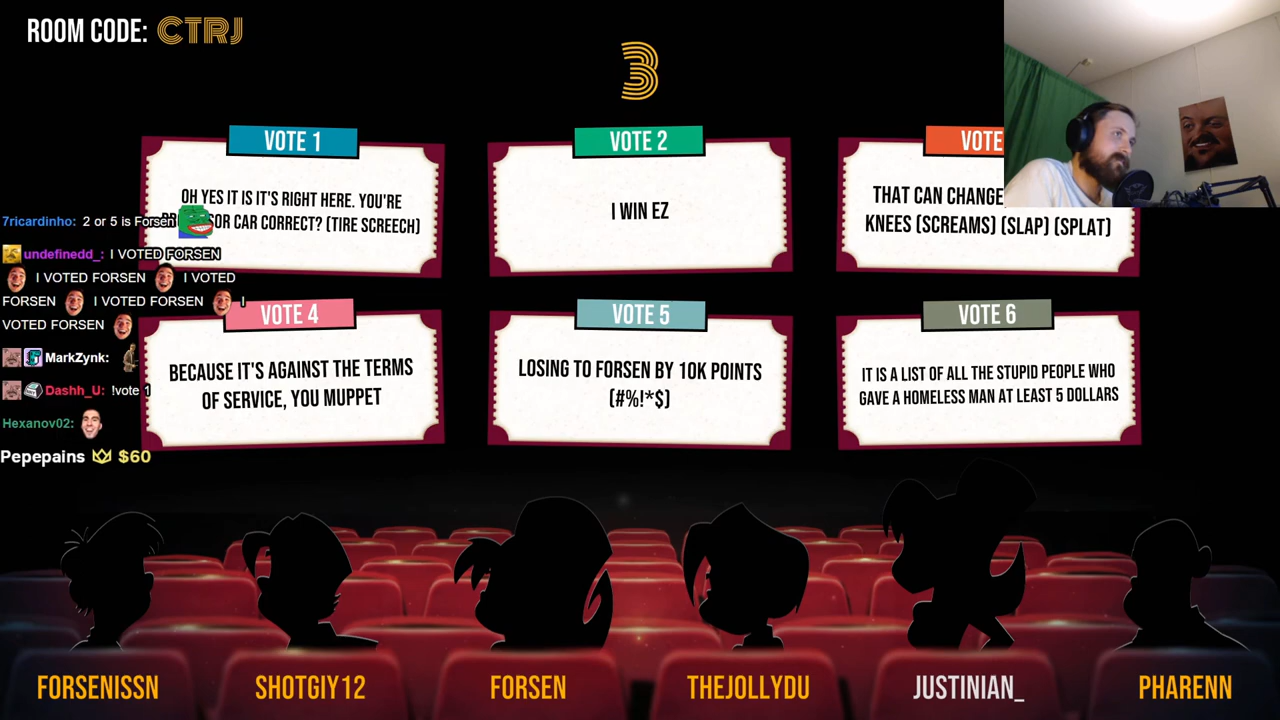 ROOM CODE: CTRJ
3
VOTE 1
OH YES IT IS IT'S RIGHT HERE. YOU'RE
OR CAR CORRECT? (TIRE SCREECH)
VOTE 2
I WIN EZ
VOTE
THAT CAN CHANGE
KNEES (SCREAMS) (SLAP) (SPLAT)
7ricardinho: 2 or 5 is Forsen
undefinedd_: I VOTED FORSEN
I VOTED FORSEN I VOTED
FORSEN I VOTED FORSEN I
VOTED FORSEN
MarkZynk:
Dashh_U: !vote 1
Hexanov02:
Pepepains $60
VOTE 4
BECAUSE IT'S AGAINST THE TERMS
OF SERVICE, YOU MUPPET
VOTE 5
LOSING TO FORSEN BY 10K POINTS
(#%!*$)
VOTE 6
IT IS A LIST OF ALL THE STUPID PEOPLE WHO
GAVE A HOMELESS MAN AT LEAST 5 DOLLARS
FORSENISSN
SHOTGIY12
FORSEN
THEJOLLYDU
JUSTINIAN_
PHARENN